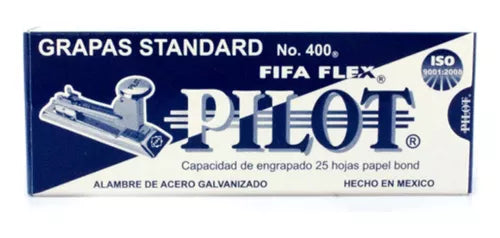 GRAPAS STANDARD No. 400®
FIFA FLEX®
ISO
9001:2008
PILOT®
PILOT
Capacidad de engrapado 25 hojas papel bond
ALAMBRE DE ACERO GALVANIZADO HECHO EN MEXICO